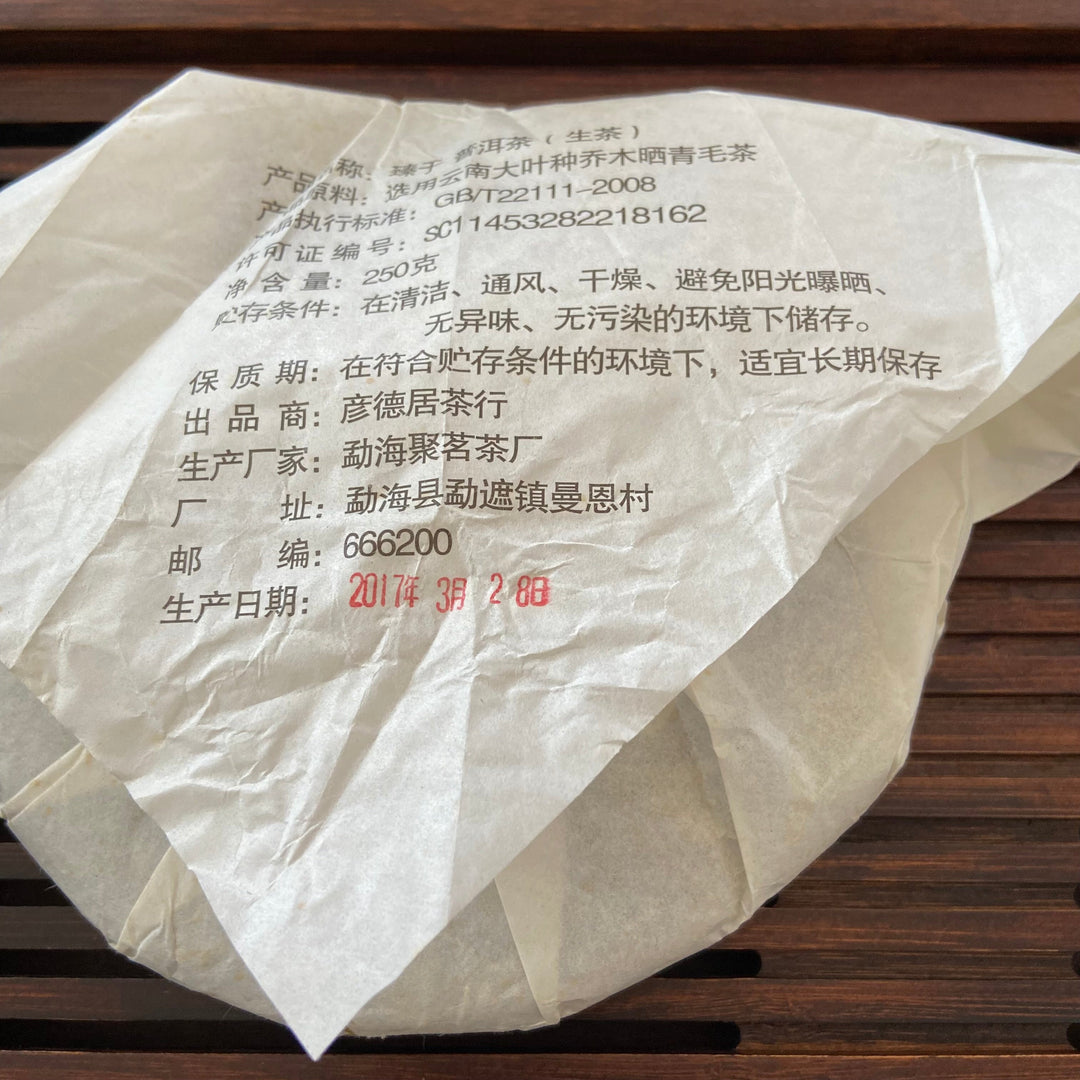 产品名称：臻于 普洱茶（生茶）
产品原料：选用云南大叶种乔木晒青毛茶
产品执行标准：GB/T22111-2008
许可证编号：SC11453282218162
净含量：250克
贮存条件：在清洁、通风、干燥、避免阳光曝晒、
无异味、无污染的环境下储存。
保质期：在符合贮存条件的环境下，适宜长期保存
出品商：彦德居茶行
生产厂家：勐海聚茗茶厂
厂址：勐海县勐遮镇曼恩村
邮编：666200
生产日期：2017年 3月 28日